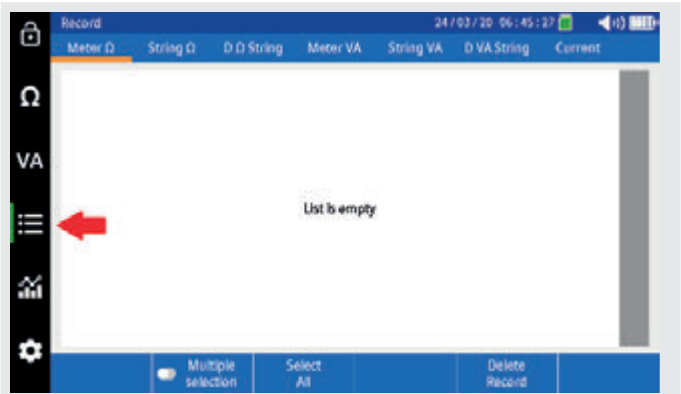 Record 24/03/20 06:45:27
Meter Ω String Ω D Ω String Meter VA String VA D VA String Current
Ω
VA
List is empty
Multiple selection
Select All
Delete Record